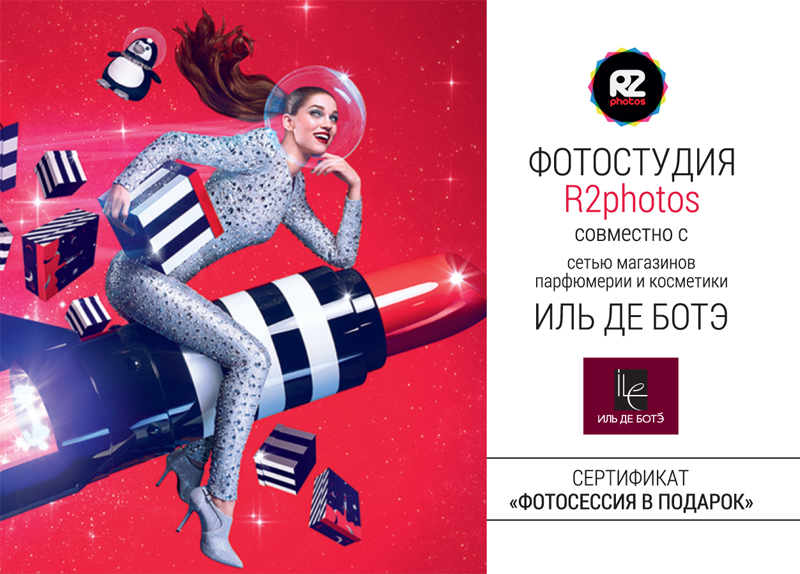 R2
photos
ФОТОСТУДИЯ
R2photos
совместно с
сетью магазинов
парфюмерии и косметики
ИЛЬ ДЕ БОТЭ
ile
ИЛЬ ДЕ БОТЭ
СЕРТИФИКАТ
«ФОТОСЕССИЯ В ПОДАРОК»